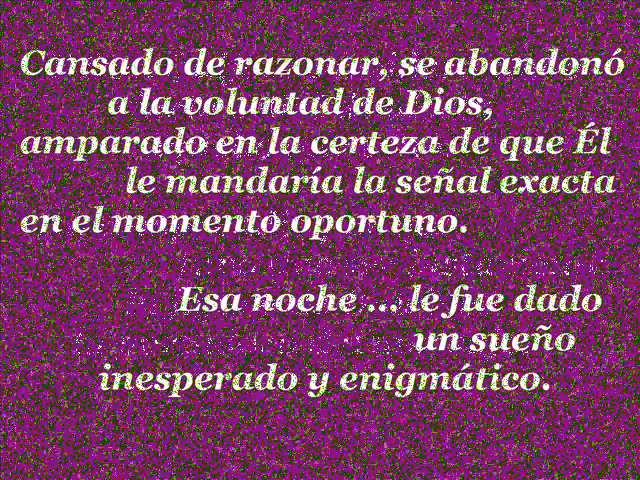 Cansado de razonar, se abandonó
a la voluntad de Dios,
amparado en la certeza de que Él
le mandaría la señal exacta
en el momento oportuno.
Esa noche ... le fue dado
un sueño
inesperado y enigmático.